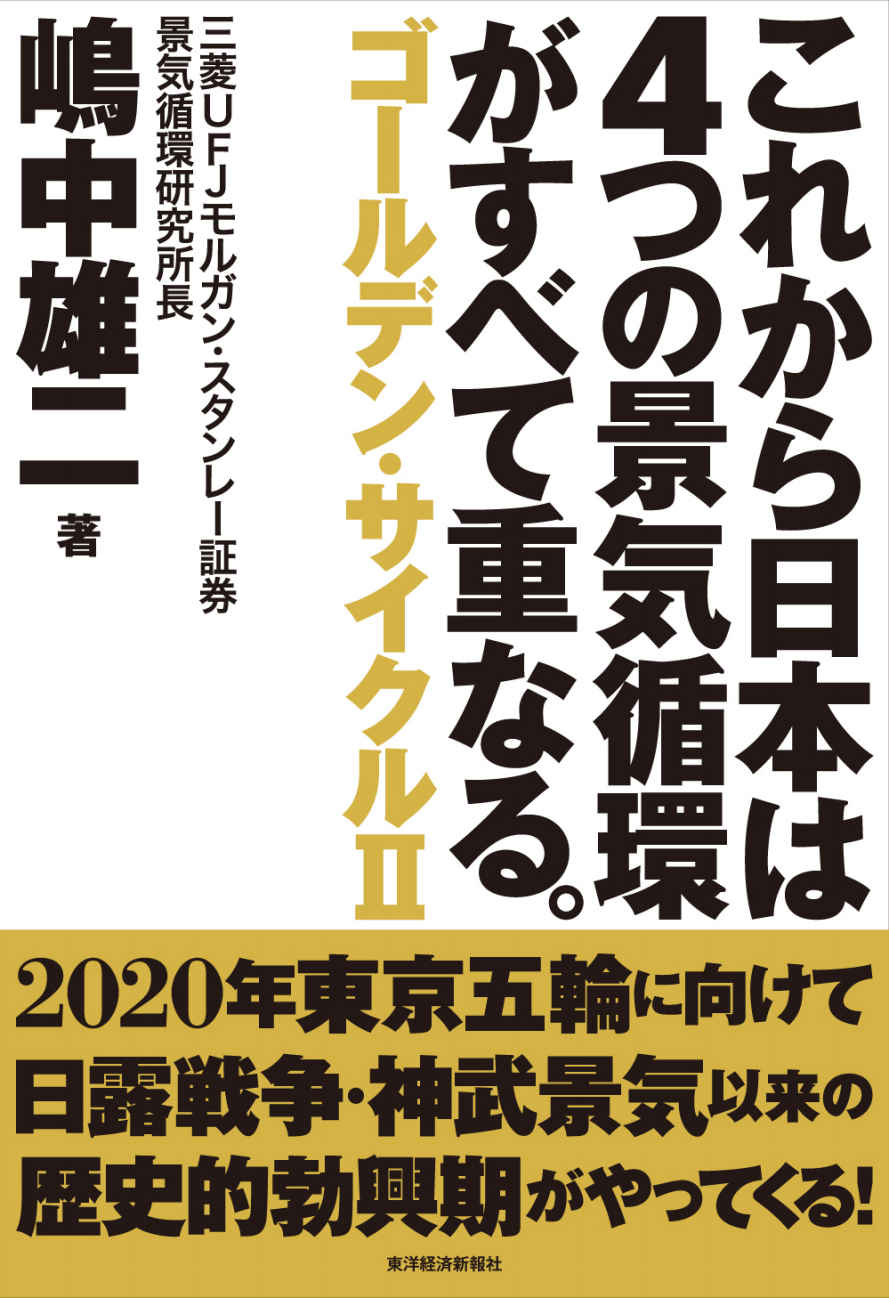 これから日本は
4つの景気循環
がすべて重なる。
ゴールデン・サイクルⅡ
三菱UFJモルガン・スタンレー証券
景気循環研究所長
嶋中雄二 著
2020年東京五輪に向けて
日露戦争・神武景気以来の
歴史的勃興期がやってくる!
東洋経済新報社